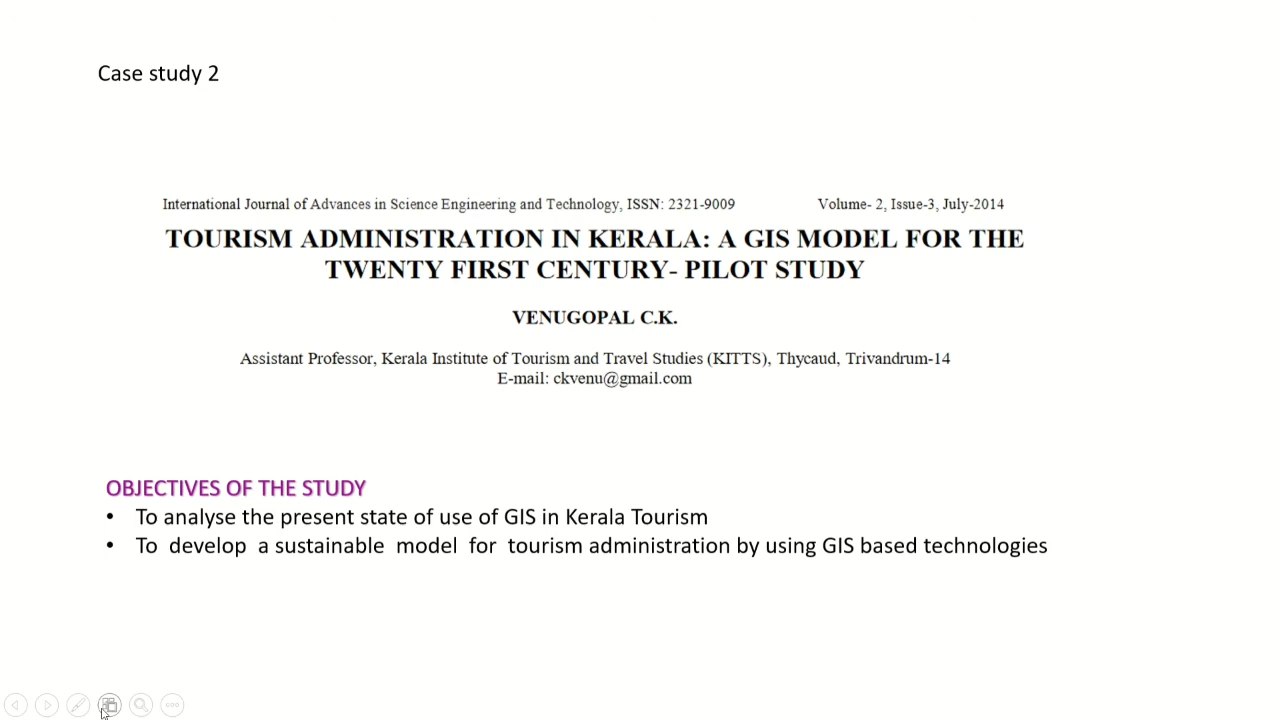 Case study 2
International Journal of Advances in Science Engineering and Technology, ISSN: 2321-9009 Volume- 2, Issue-3, July-2014
TOURISM ADMINISTRATION IN KERALA: A GIS MODEL FOR THE
TWENTY FIRST CENTURY- PILOT STUDY
VENUGOPAL C.K.
Assistant Professor, Kerala Institute of Tourism and Travel Studies (KITTS), Thycaud, Trivandrum-14
E-mail: ckvenu@gmail.com
OBJECTIVES OF THE STUDY
• To analyse the present state of use of GIS in Kerala Tourism
• To develop a sustainable model for tourism administration by using GIS based technologies